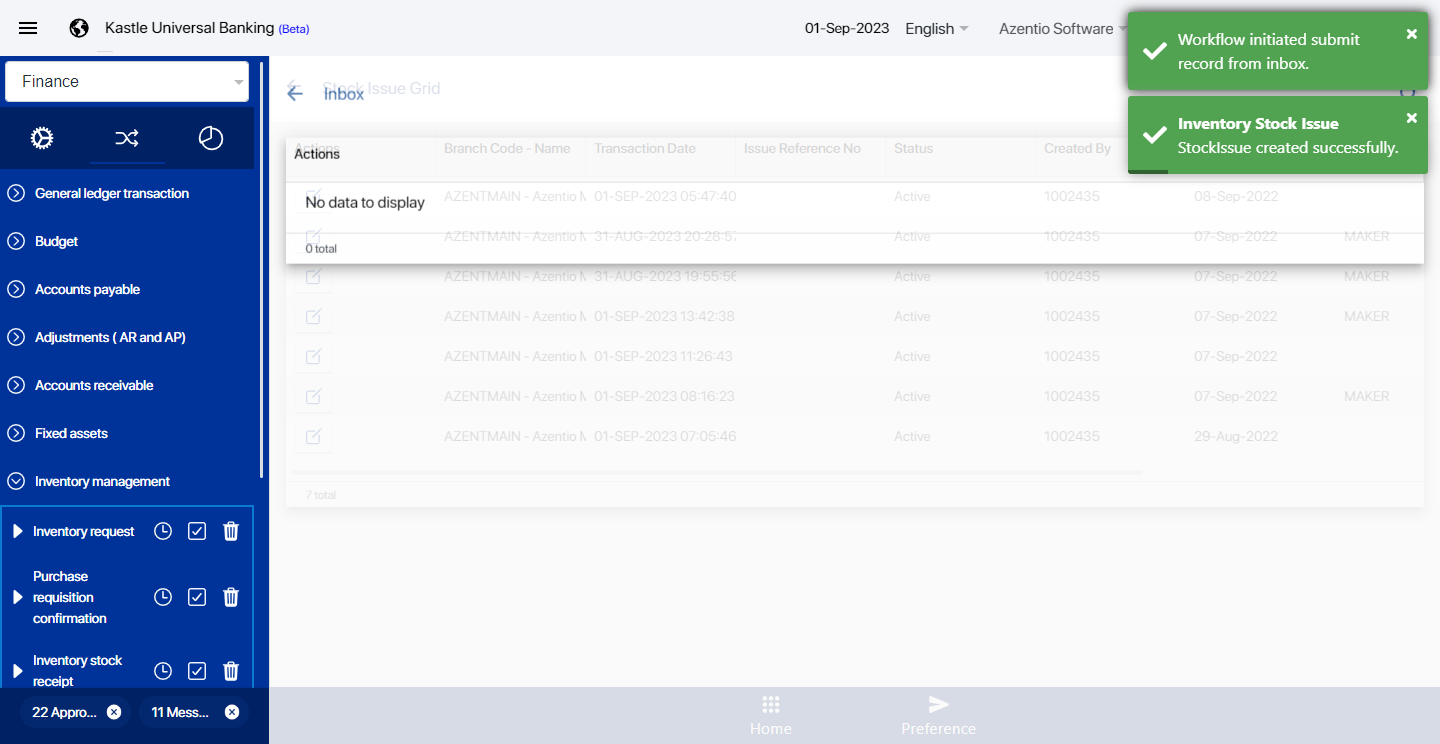 Kastle Universal Banking (Beta)
01-Sep-2023
English
Azentio Software
Workflow initiated submit
record from inbox.
Inventory Stock Issue
StockIssue created successfully.
Finance
General ledger transaction
Budget
Accounts payable
Adjustments ( AR and AP)
Accounts receivable
Fixed assets
Inventory management
Inventory request
Purchase
requisition
confirmation
Inventory stock
receipt
22 Appro...
11 Mess...
Stock Issue Grid
Inbox
Actions
Actions Branch Code - Name Transaction Date Issue Reference No Status Created By
No data to display
0 total
AZENTMAIN - Azentio M 01-SEP-2023 05:47:40 Active 1002435 08-Sep-2022
AZENTMAIN - Azentio M 31-AUG-2023 20:28:57 Active 1002435 07-Sep-2022 MAKER
AZENTMAIN - Azentio M 31-AUG-2023 19:55:56 Active 1002435 07-Sep-2022 MAKER
AZENTMAIN - Azentio M 01-SEP-2023 13:42:38 Active 1002435 07-Sep-2022 MAKER
AZENTMAIN - Azentio M 01-SEP-2023 11:26:43 Active 1002435 07-Sep-2022
AZENTMAIN - Azentio M 01-SEP-2023 08:16:23 Active 1002435 07-Sep-2022 MAKER
AZENTMAIN - Azentio M 01-SEP-2023 07:05:46 Active 1002435 29-Aug-2022
7 total
Home
Preference